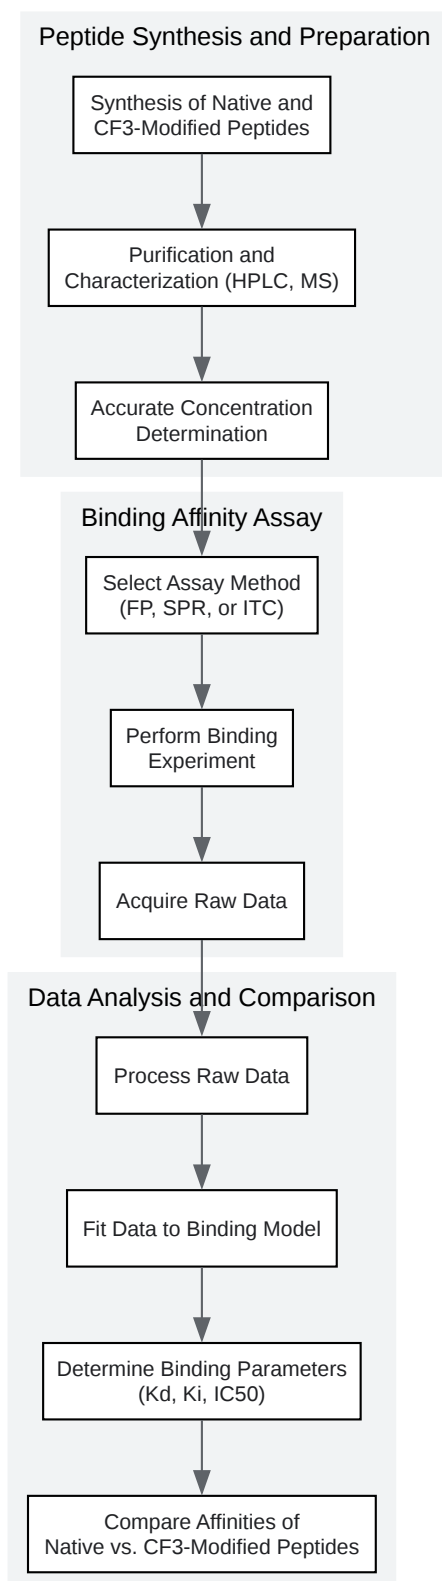 Peptide Synthesis and Preparation
Synthesis of Native and
CF3-Modified Peptides
Purification and
Characterization (HPLC, MS)
Accurate Concentration
Determination
Binding Affinity Assay
Select Assay Method
(FP, SPR, or ITC)
Perform Binding
Experiment
Acquire Raw Data
Data Analysis and Comparison
Process Raw Data
Fit Data to Binding Model
Determine Binding Parameters
(Kd, Ki, IC50)
Compare Affinities of
Native vs. CF3-Modified Peptides